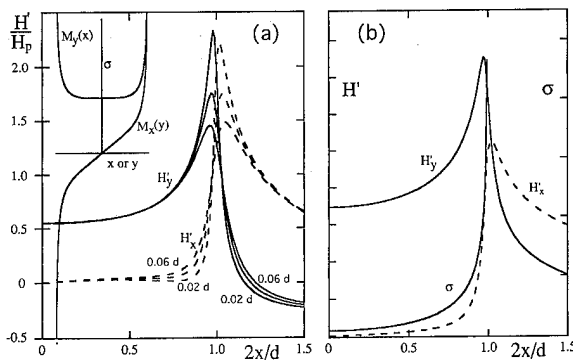 H'
Hp
2.0
1.5
1.0
0.5
0
-0.5
My(x)
σ
Mx(y)
x or y
(a)
H'y
H'x
0.06 d
0.02 d
0.06 d
0.02 d
0 0.5 1.0 1.5
2x/d
(b)
H'
σ
H'y
H'x
σ
0 0.5 1.0 1.5
2x/d